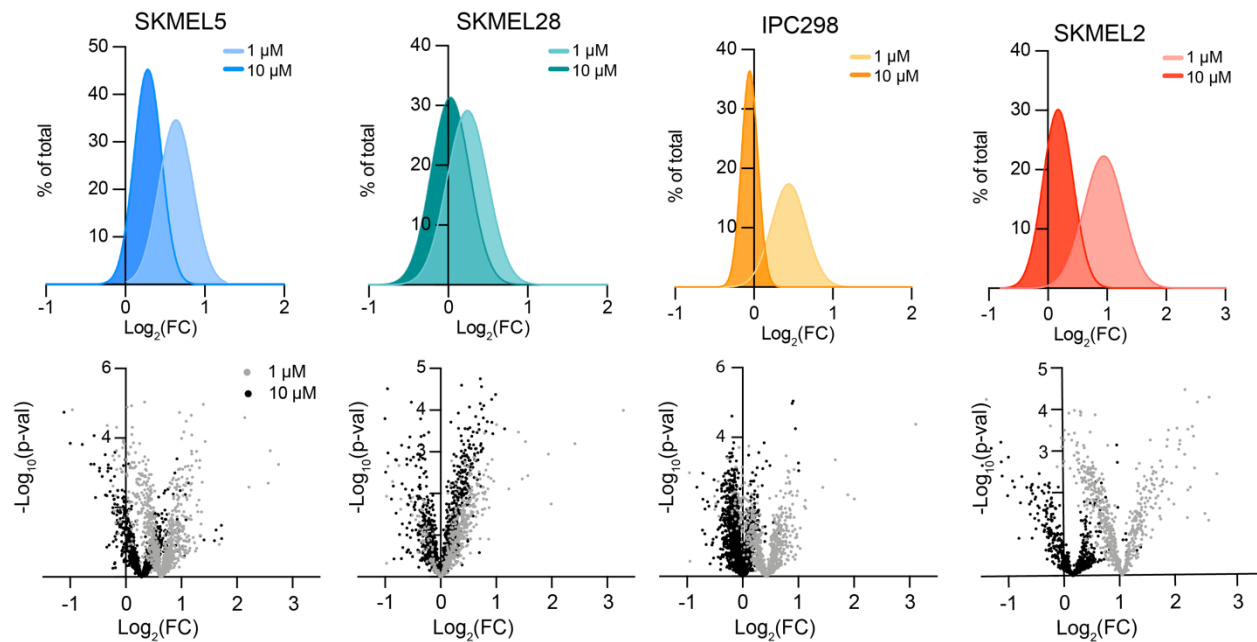 SKMEL5
SKMEL28
IPC298
SKMEL2
1 µM
10 µM
1 µM
10 µM
1 µM
10 µM
1 µM
10 µM
% of total
50
40
30
20
10
-1 0 1 2
Log2(FC)
% of total
40
30
20
10
-1 0 1 2
Log2(FC)
% of total
40
30
20
10
0
-1 0 1 2
Log2(FC)
% of total
40
30
20
10
0
-1 0 1 2 3
Log2(FC)
1 µM
10 µM
-Log10(p-val)
6
4
2
-1 0 1 2 3
Log2(FC)
-Log10(p-val)
5
4
3
2
1
-1 0 1 2 3
Log2(FC)
-Log10(p-val)
6
4
2
-1 0 1 2 3
Log2(FC)
-Log10(p-val)
5
4
3
2
1
-1 0 1 2 3
Log2(FC)